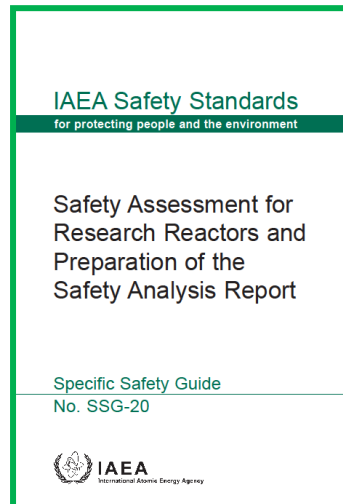 IAEA Safety Standards
for protecting people and the environment
Safety Assessment for
Research Reactors and
Preparation of the
Safety Analysis Report
Specific Safety Guide
No. SSG-20
IAEA
International Atomic Energy Agency